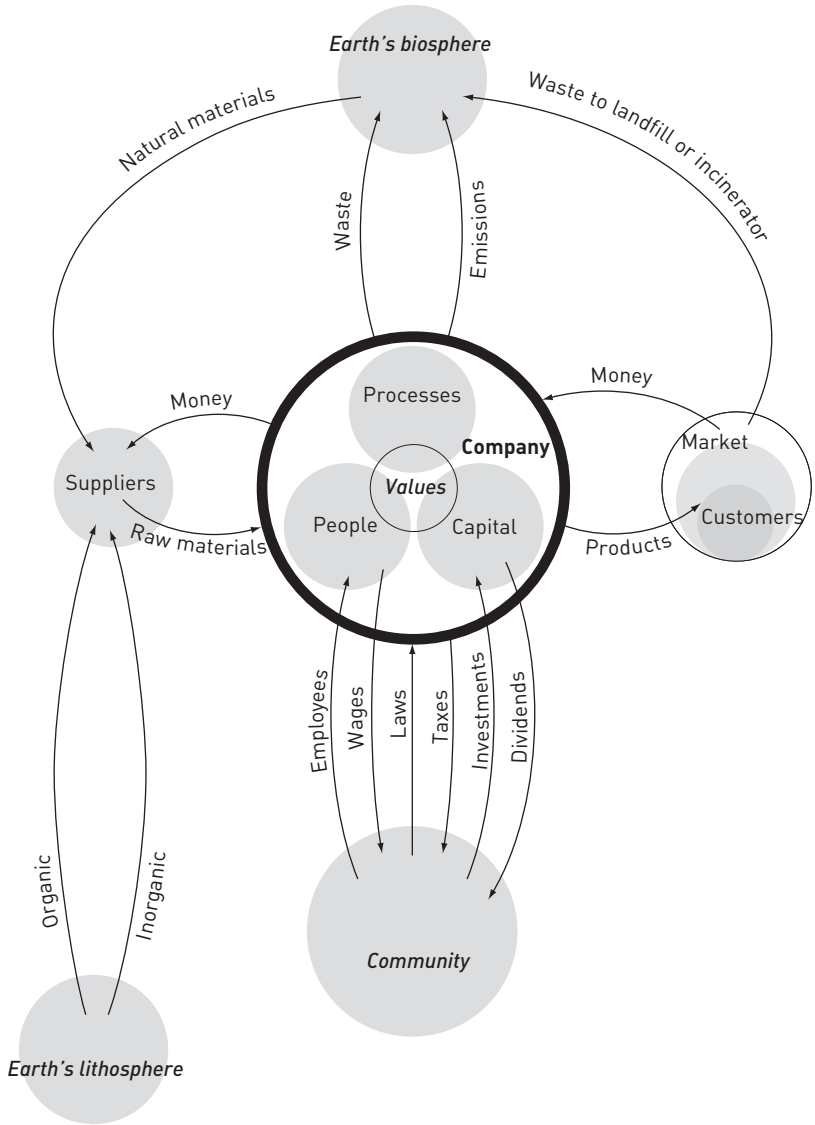 Earth's biosphere
Natural materials
Waste to landfill or incinerator
Waste
Emissions
Processes
Money
Money
Company
Market
Suppliers
Values
People
Capital
Customers
Raw materials
Products
Employees
Wages
Laws
Taxes
Investments
Dividends
Organic
Inorganic
Community
Earth's lithosphere